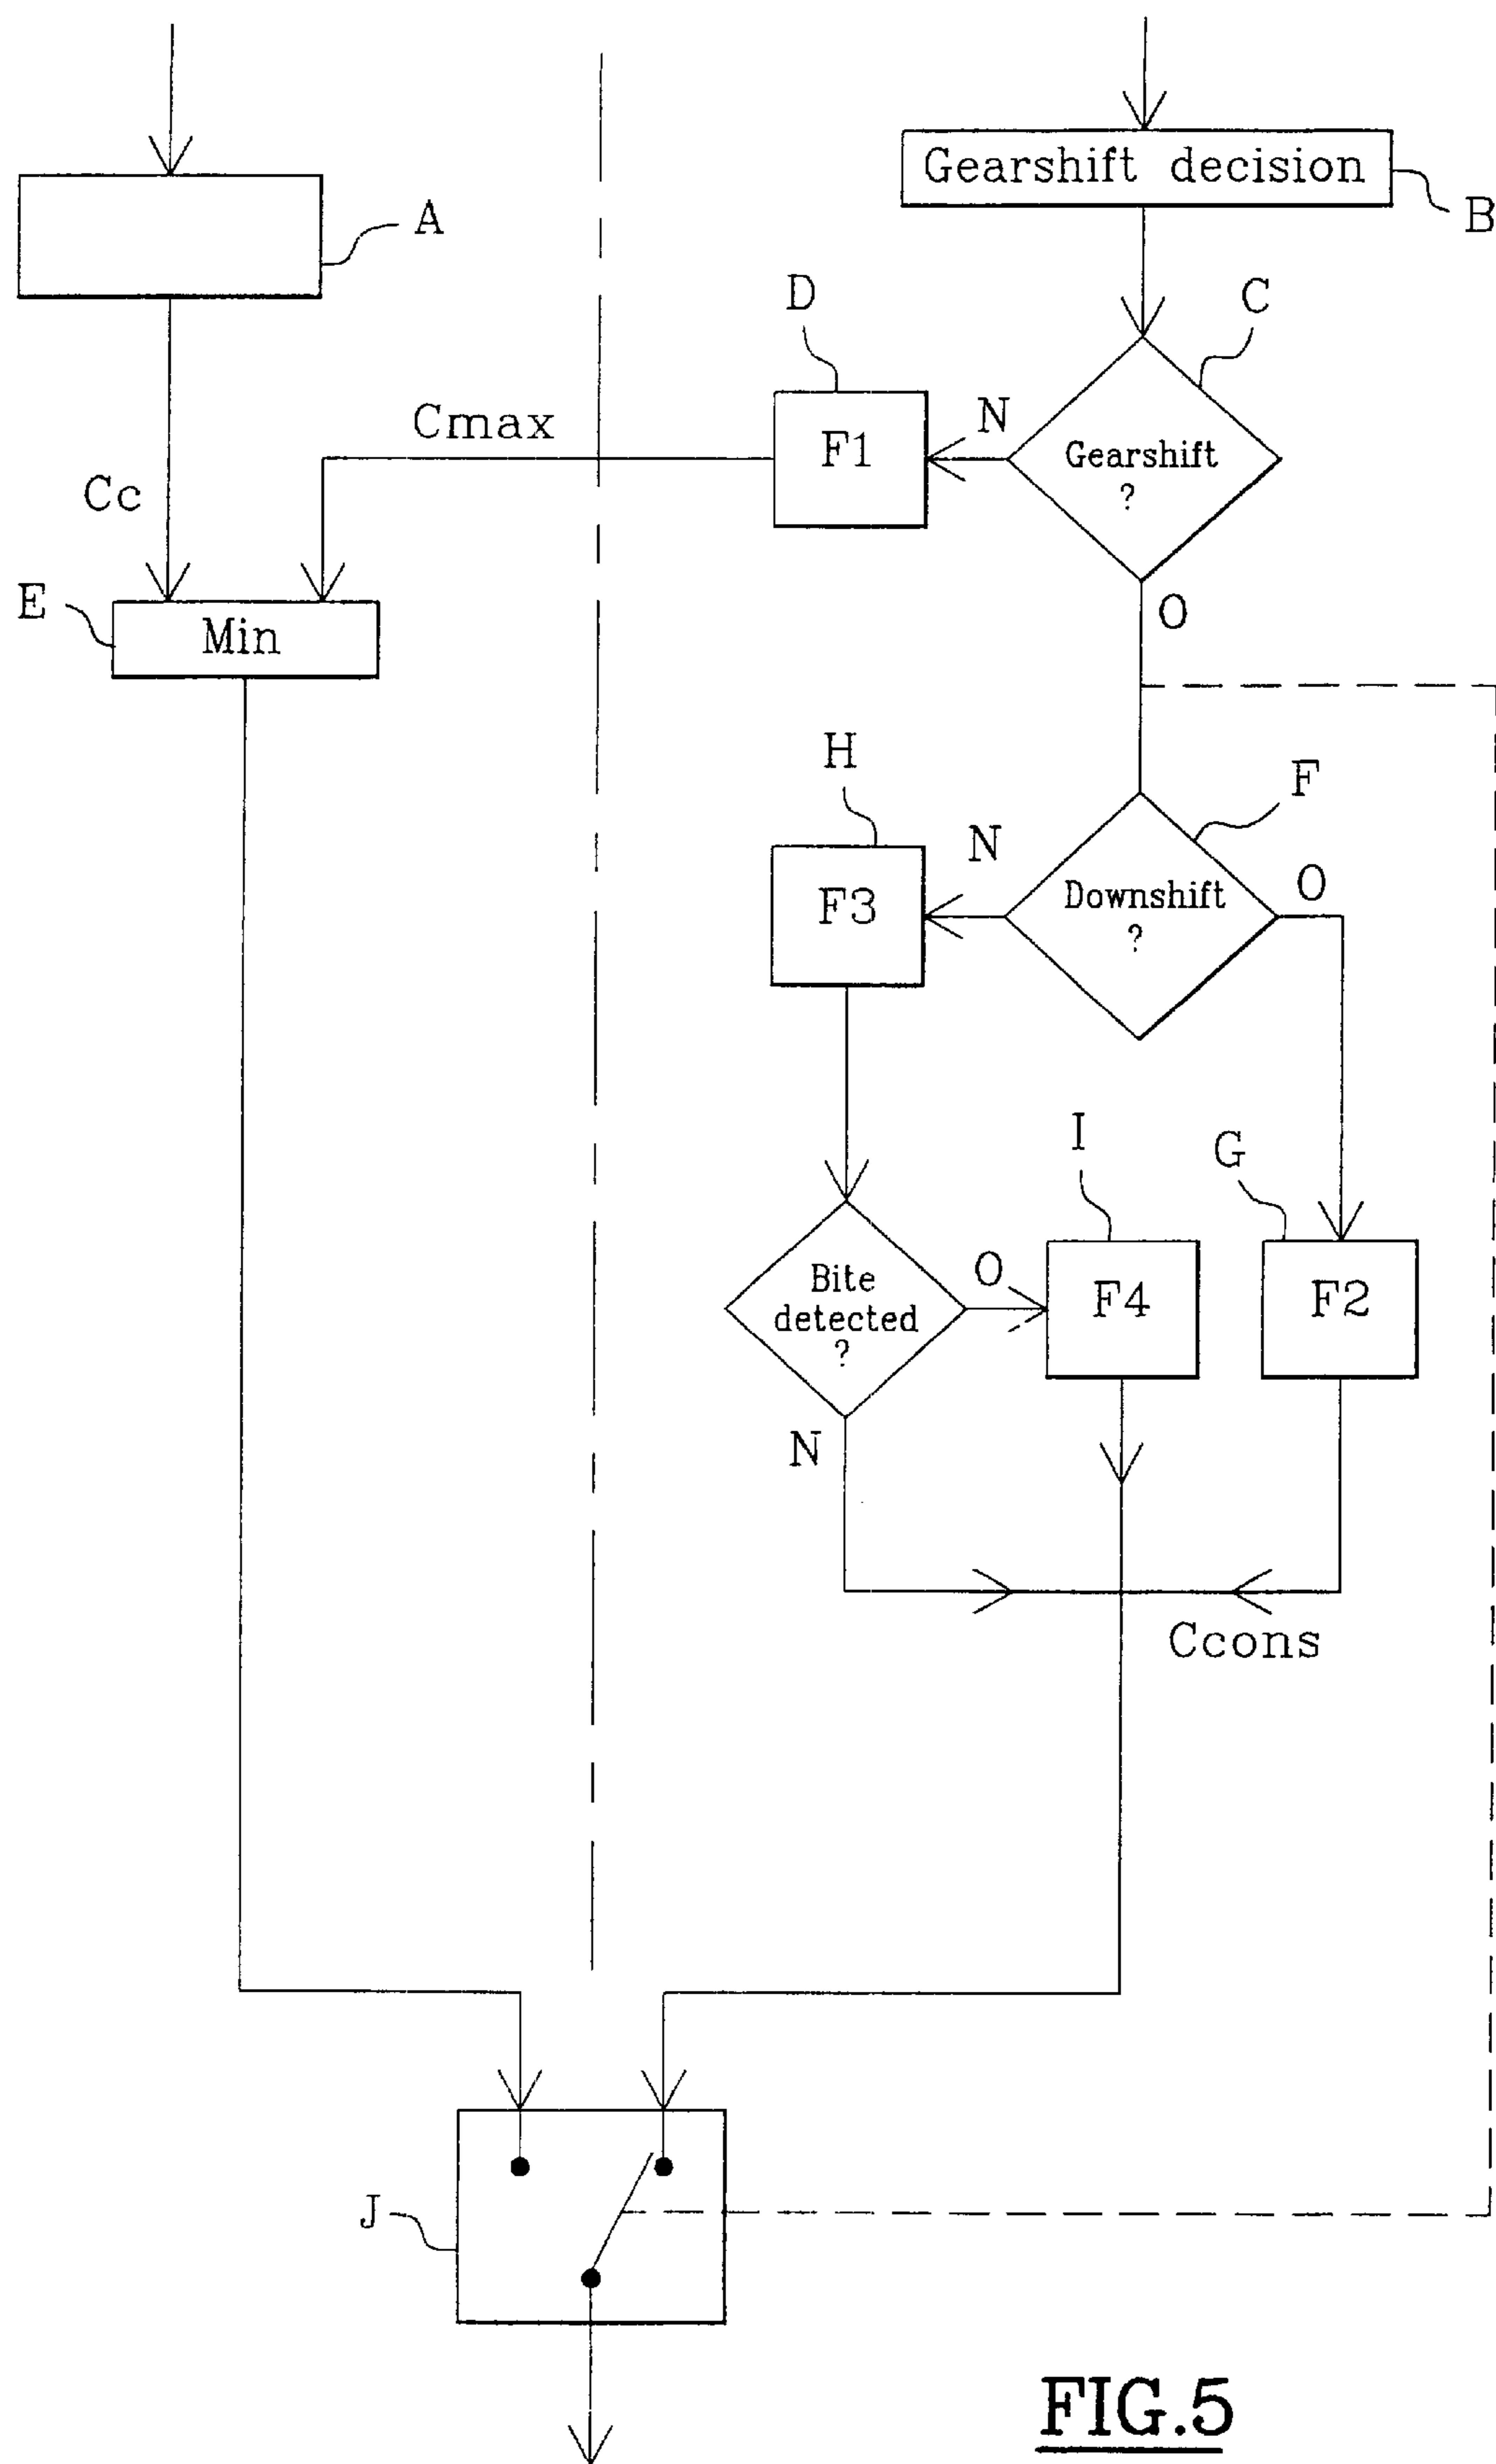 Gearshift decision
B
A
D
C
Cmax
F1
N
Gearshift
?
Cc
E
Min
O
H
F
F3
N
Downshift
?
O
I
G
Bite
detected
?
O
F4
F2
N
Ccons
J
FIG.5